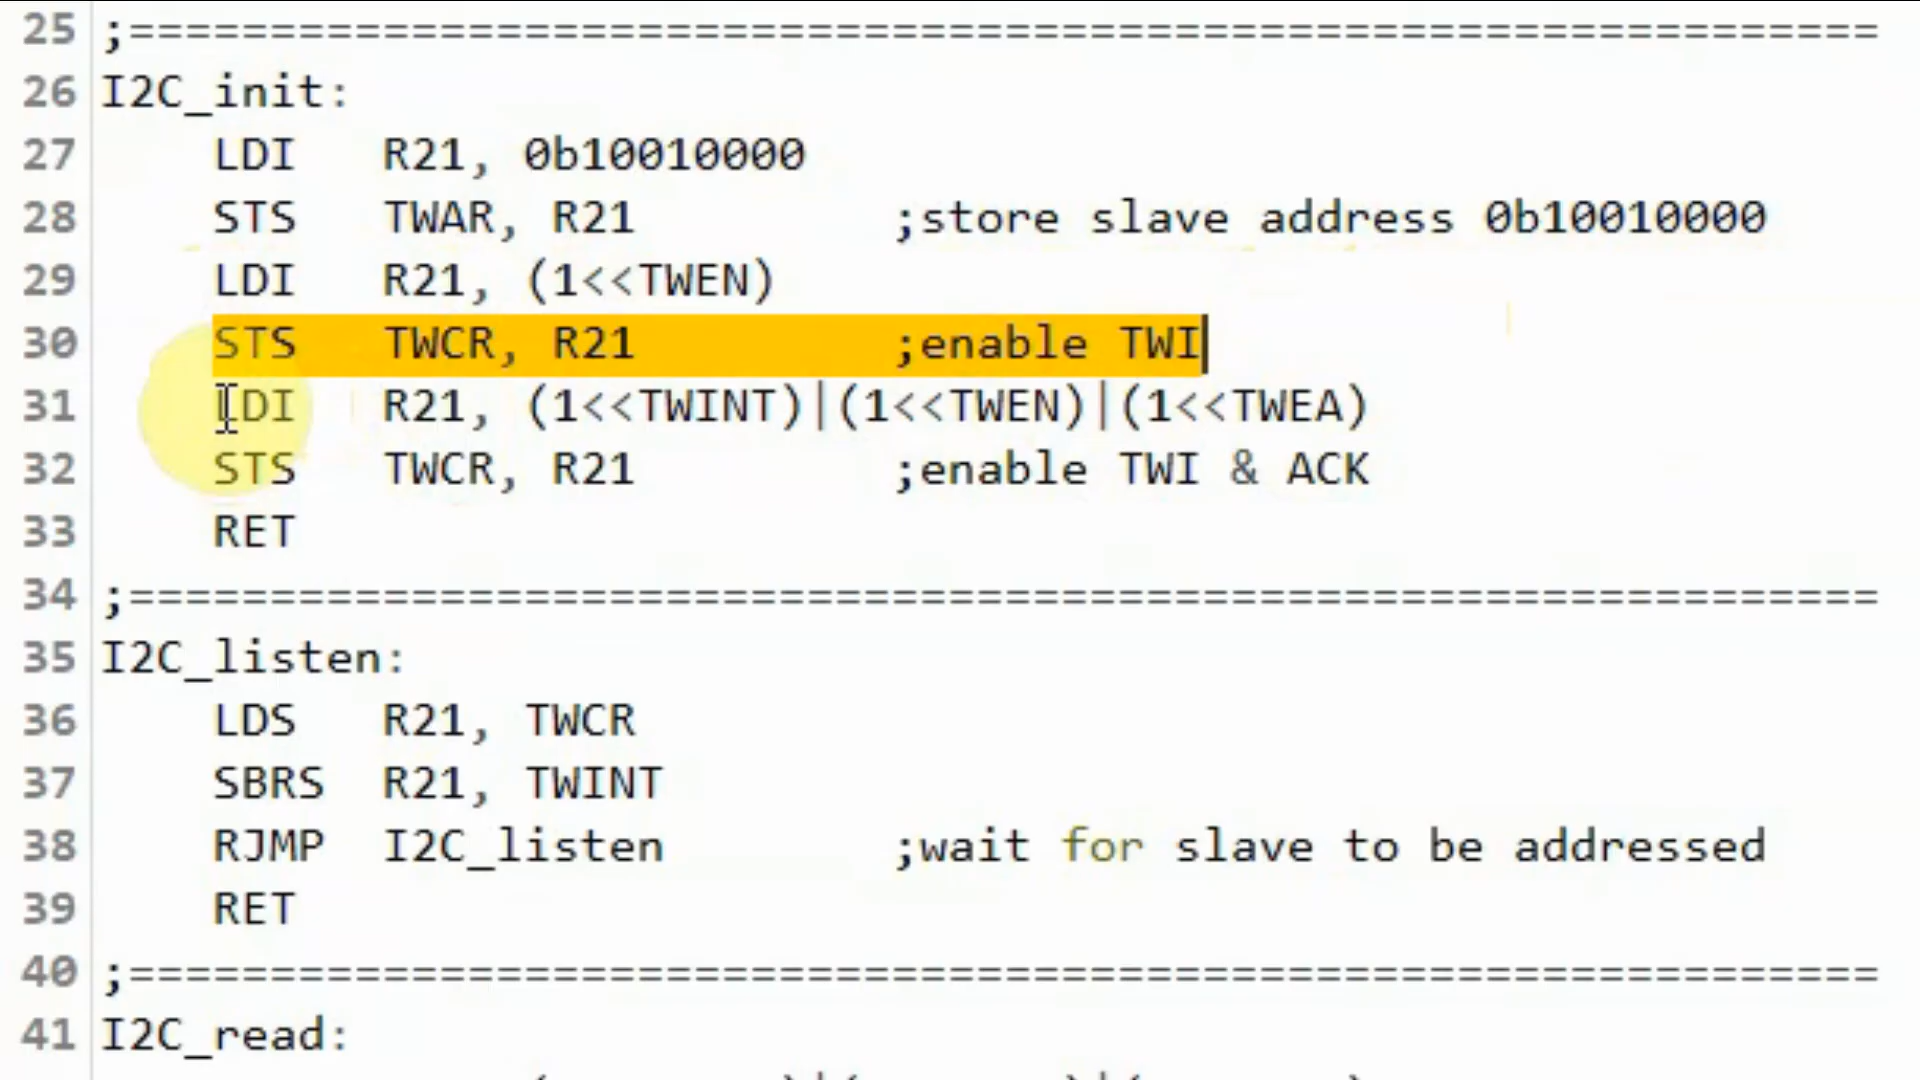 25 ;==============================================================
26 I2C_init:
27 LDI R21, 0b10010000
28 STS TWAR, R21 ;store slave address 0b10010000
29 LDI R21, (1<<TWEN)
30 STS TWCR, R21 ;enable TWI
31 LDI R21, (1<<TWINT)|(1<<TWEN)|(1<<TWEA)
32 STS TWCR, R21 ;enable TWI & ACK
33 RET
34 ;==============================================================
35 I2C_listen:
36 LDS R21, TWCR
37 SBRS R21, TWINT
38 RJMP I2C_listen ;wait for slave to be addressed
39 RET
40 ;==============================================================
41 I2C_read: